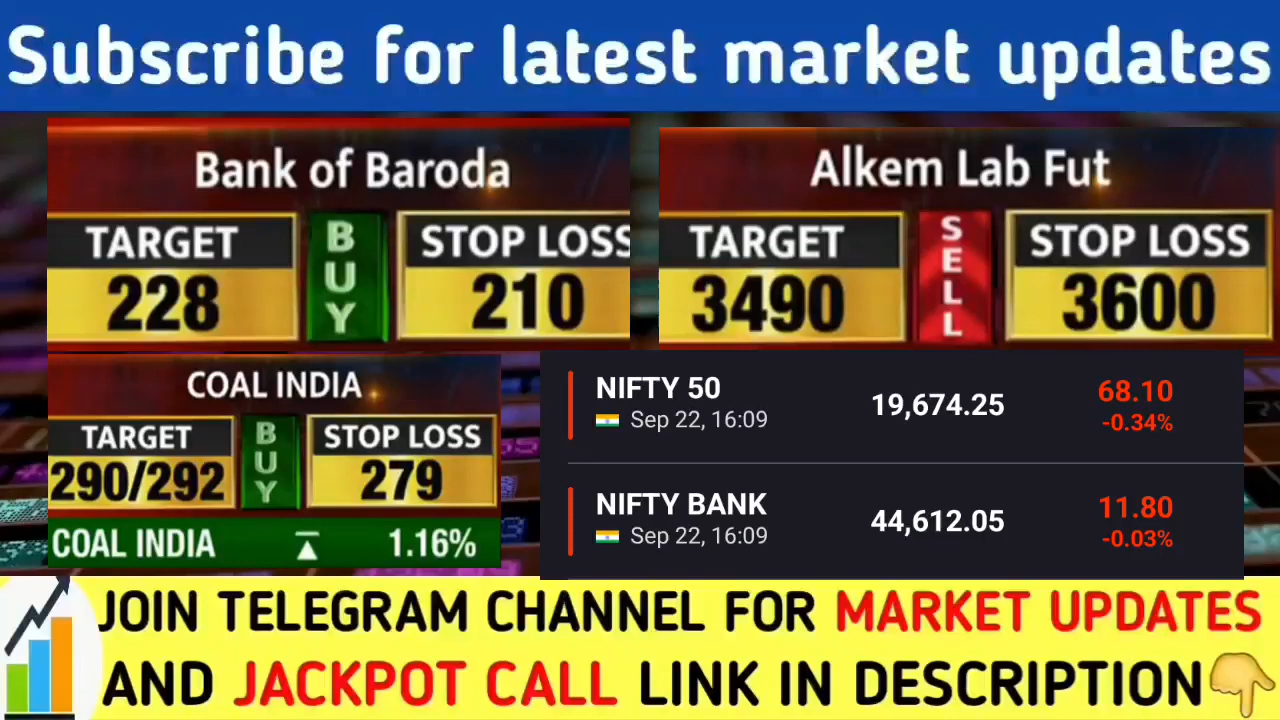 Subscribe for latest market updates
Bank of Baroda
TARGET
228
BUY
STOP LOSS
210
Alkem Lab Fut
TARGET
3490
SELL
STOP LOSS
3600
COAL INDIA
TARGET
290/292
BUY
STOP LOSS
279
COAL INDIA 1.16%
NIFTY 50 19,674.25 68.10
Sep 22, 16:09 -0.34%
NIFTY BANK 44,612.05 11.80
Sep 22, 16:09 -0.03%
JOIN TELEGRAM CHANNEL FOR MARKET UPDATES
AND JACKPOT CALL LINK IN DESCRIPTION👇